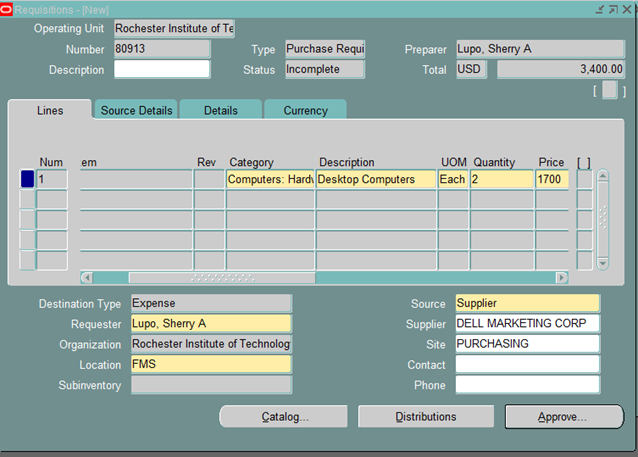 Requisitions - [New]
Operating Unit Rochester Institute of Te
Number 80913 Type Purchase Requi Preparer Lupo, Sherry A
Description Status Incomplete Total USD 3,400.00
[ ]
Lines Source Details Details Currency
Num em Rev Category Description UOM Quantity Price [ ]
1 Computers: Hardw Desktop Computers Each 2 1700
Destination Type Expense Source Supplier
Requester Lupo, Sherry A Supplier DELL MARKETING CORP
Organization Rochester Institute of Technology Site PURCHASING
Location FMS Contact
Subinventory Phone
Catalog... Distributions Approve...